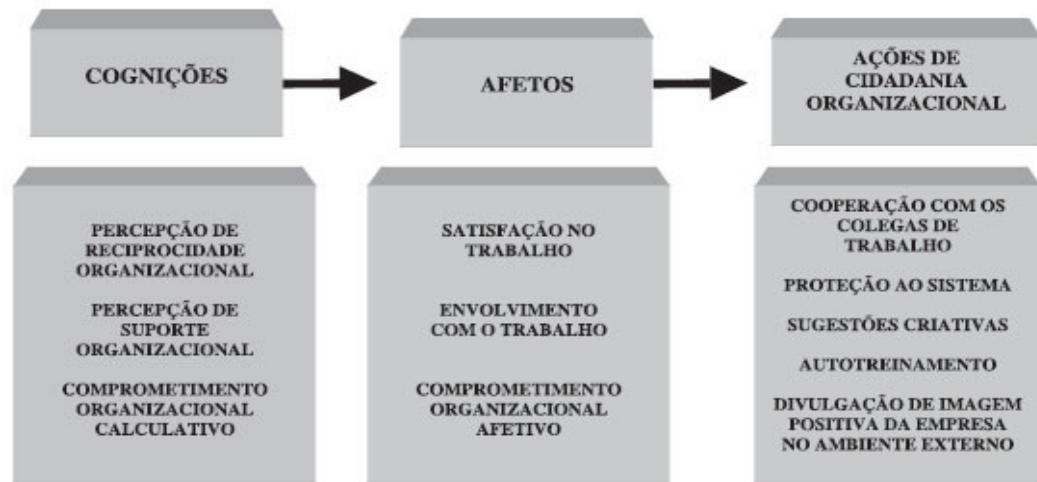 COGNIÇÕES
AFETOS
AÇÕES DE
CIDADANIA
ORGANIZACIONAL
PERCEPÇÃO DE
RECIPROCIDADE
ORGANIZACIONAL
PERCEPÇÃO DE
SUPORTE
ORGANIZACIONAL
COMPROMETIMENTO
ORGANIZACIONAL
CALCULATIVO
SATISFAÇÃO NO
TRABALHO
ENVOLVIMENTO
COM O TRABALHO
COMPROMETIMENTO
ORGANIZACIONAL
AFETIVO
COOPERAÇÃO COM OS
COLEGAS DE
TRABALHO
PROTEÇÃO AO SISTEMA
SUGESTÕES CRIATIVAS
AUTOTREINAMENTO
DIVULGAÇÃO DE IMAGEM
POSITIVA DA EMPRESA
NO AMBIENTE EXTERNO